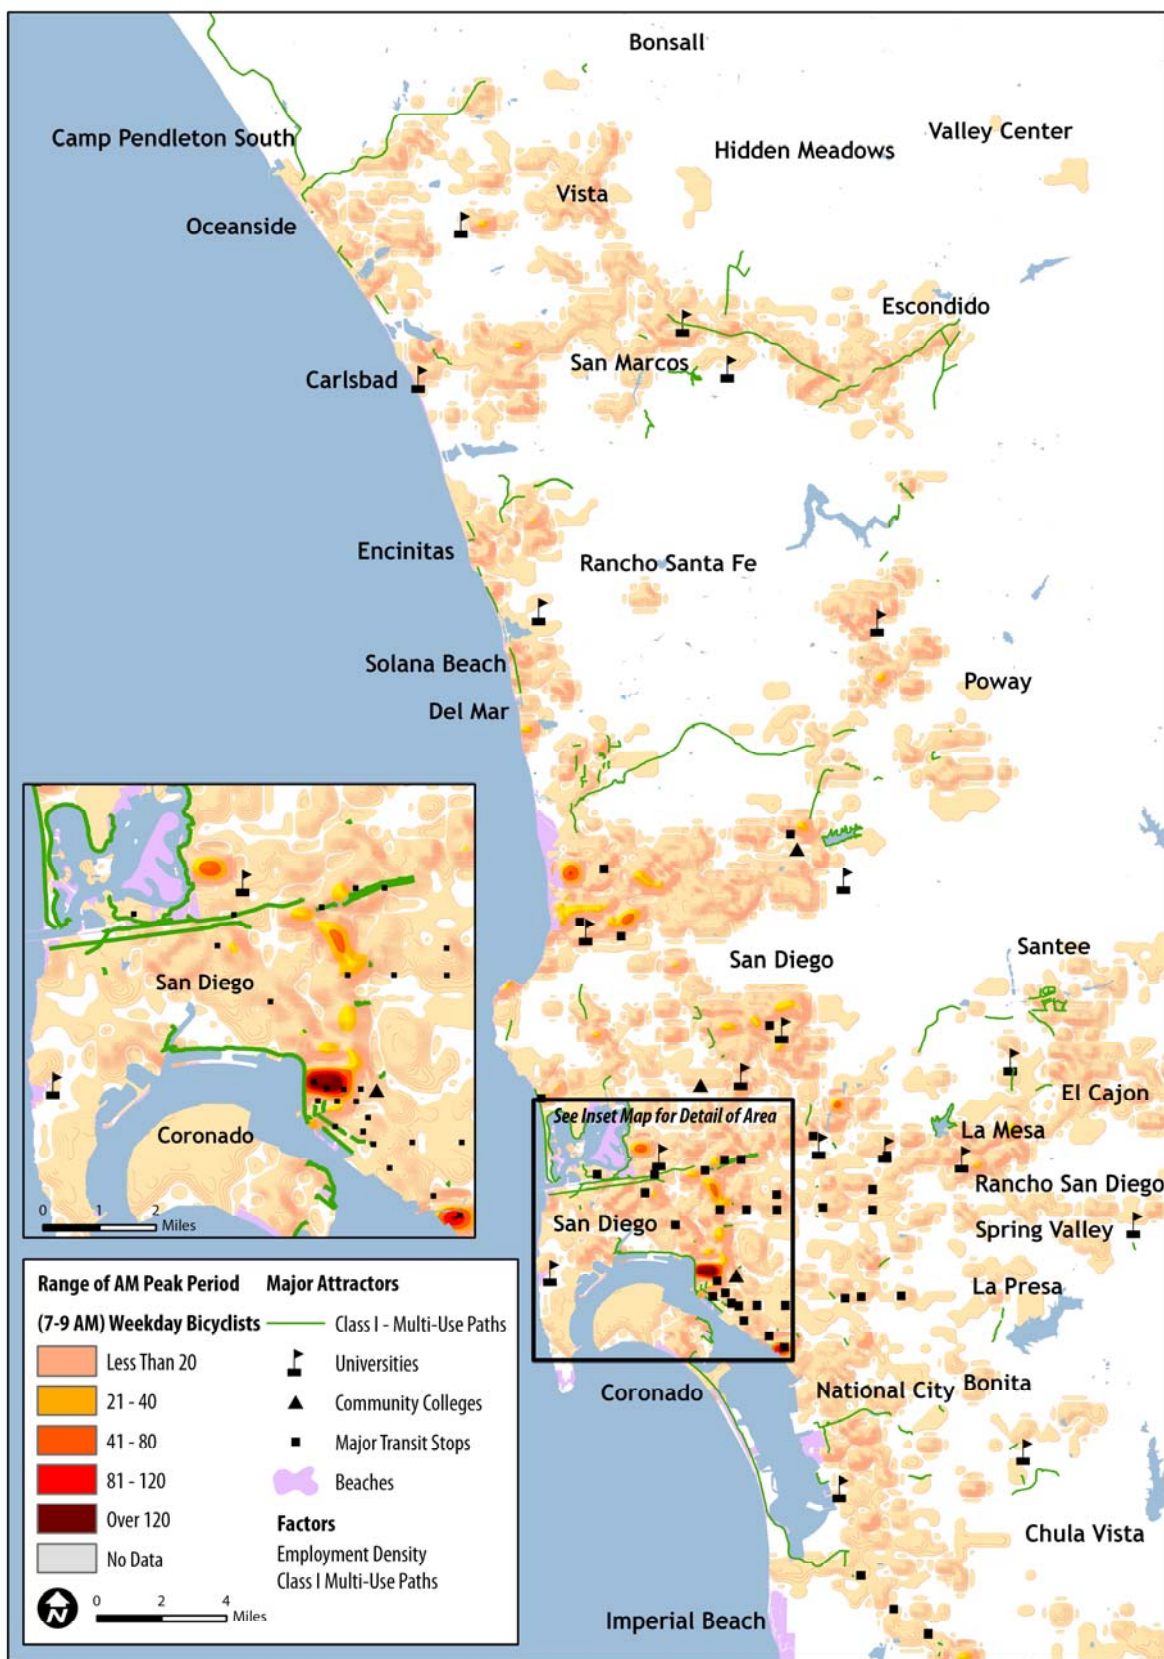 Bonsall
Valley Center
Camp Pendleton South
Hidden Meadows
Vista
Oceanside
Escondido
San Marcos
Carlsbad
Encinitas
Rancho Santa Fe
Solana Beach
Poway
Del Mar
San Diego
Santee
El Cajon
See Inset Map for Detail of Area
La Mesa
Rancho San Diego
San Diego
Spring Valley
La Presa
Coronado
National City
Bonita
Chula Vista
Imperial Beach
San Diego
Coronado
0 1 2
Miles
Range of AM Peak Period
(7-9 AM) Weekday Bicyclists
Less Than 20
21 - 40
41 - 80
81 - 120
Over 120
No Data
Major Attractors
Class I - Multi-Use Paths
Universities
Community Colleges
Major Transit Stops
Beaches
Factors
Employment Density
Class I Multi-Use Paths
N
0 2 4
Miles